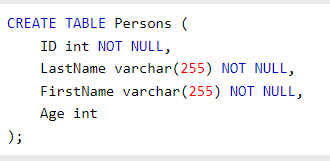 CREATE TABLE Persons (
    ID int NOT NULL,
    LastName varchar(255) NOT NULL,
    FirstName varchar(255) NOT NULL,
    Age int
);